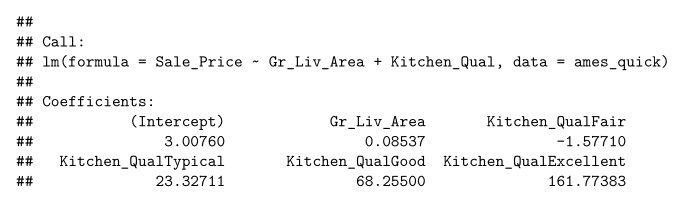 ##
## Call:
## lm(formula = Sale_Price ~ Gr_Liv_Area + Kitchen_Qual, data = ames_quick)
##
## Coefficients:
##          (Intercept)           Gr_Liv_Area      Kitchen_QualFair
##              3.00760               0.08537              -1.57710
##  Kitchen_QualTypical      Kitchen_QualGood Kitchen_QualExcellent
##             23.32711              68.25500             161.77383